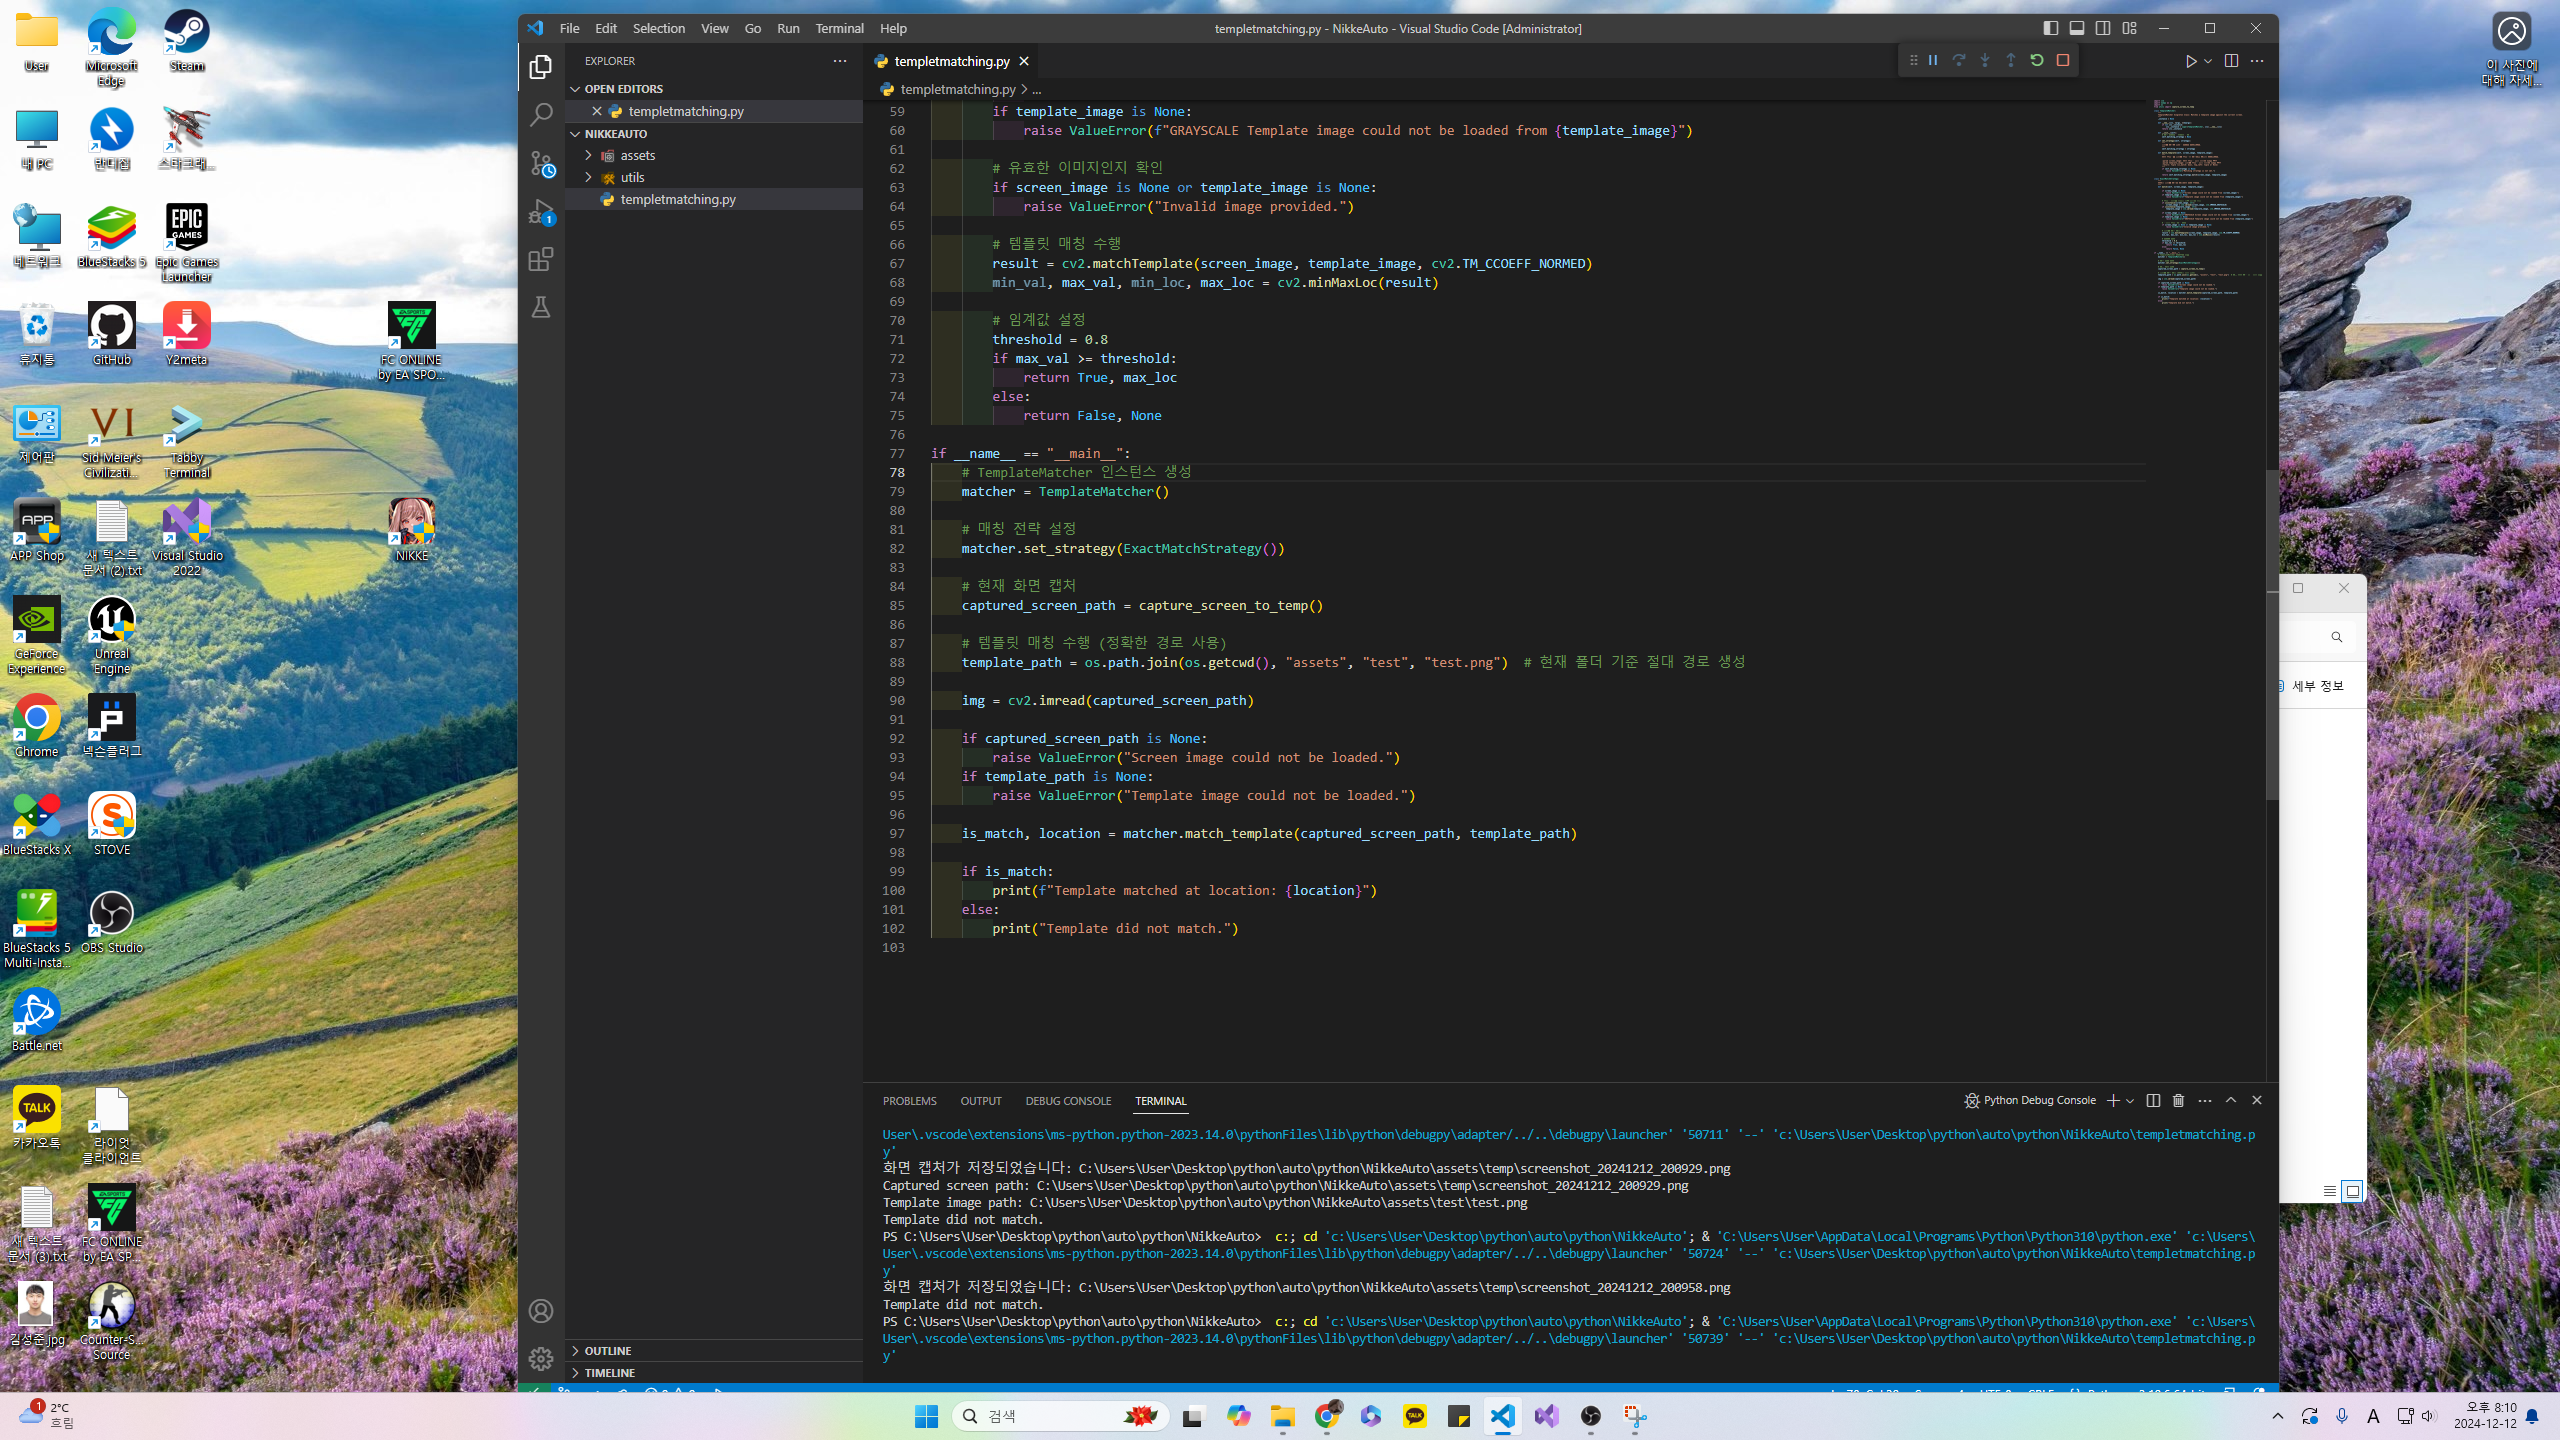 User
Microsoft Edge
Steam
이 사진에 대해 자세...
내 PC
반디집
스타크래...
네트워크
BlueStacks 5
Epic Games Launcher
휴지통
GitHub
Y2meta
FC ONLINE by EA SPO...
제어판
Sid Meier's Civilizati...
Tabby Terminal
APP Shop
새 텍스트 문서 (2).txt
Visual Studio 2022
NIKKE
GeForce Experience
Unreal Engine
Chrome
넥슨플러그
BlueStacks X
STOVE
BlueStacks 5 Multi-Insta...
OBS Studio
Battle.net
카카오톡
라이엇 클라이언트
새 텍스트 문서 (3).txt
FC ONLINE by EA SP...
김성준.jpg
Counter-S... Source
File Edit Selection View Go Run Terminal Help
templetmatching.py - NikkeAuto - Visual Studio Code [Administrator]
EXPLORER
OPEN EDITORS
templetmatching.py
NIKKEAUTO
assets
utils
templetmatching.py
OUTLINE
TIMELINE
templetmatching.py
templetmatching.py > ...
59 if template_image is None:
60 raise ValueError(f"GRAYSCALE Template image could not be loaded from {template_image}")
61
62 # 유효한 이미지인지 확인
63 if screen_image is None or template_image is None:
64 raise ValueError("Invalid image provided.")
65
66 # 템플릿 매칭 수행
67 result = cv2.matchTemplate(screen_image, template_image, cv2.TM_CCOEFF_NORMED)
68 min_val, max_val, min_loc, max_loc = cv2.minMaxLoc(result)
69
70 # 임계값 설정
71 threshold = 0.8
72 if max_val >= threshold:
73 return True, max_loc
74 else:
75 return False, None
76
77 if __name__ == "__main__":
78 # TemplateMatcher 인스턴스 생성
79 matcher = TemplateMatcher()
80
81 # 매칭 전략 설정
82 matcher.set_strategy(ExactMatchStrategy())
83
84 # 현재 화면 캡처
85 captured_screen_path = capture_screen_to_temp()
86
87 # 템플릿 매칭 수행 (정확한 경로 사용)
88 template_path = os.path.join(os.getcwd(), "assets", "test", "test.png") # 현재 폴더 기준 절대 경로 생성
89
90 img = cv2.imread(captured_screen_path)
91
92 if captured_screen_path is None:
93 raise ValueError("Screen image could not be loaded.")
94 if template_path is None:
95 raise ValueError("Template image could not be loaded.")
96
97 is_match, location = matcher.match_template(captured_screen_path, template_path)
98
99 if is_match:
100 print(f"Template matched at location: {location}")
101 else:
102 print("Template did not match.")
103
PROBLEMS OUTPUT DEBUG CONSOLE TERMINAL
Python Debug Console
User\.vscode\extensions\ms-python.python-2023.14.0\pythonFiles\lib\python\debugpy\adapter/../..\debugpy\launcher' '50711' '--' 'c:\Users\User\Desktop\python\auto\python\NikkeAuto\templetmatching.p
y'
화면 캡처가 저장되었습니다: C:\Users\User\Desktop\python\auto\python\NikkeAuto\assets\temp\screenshot_20241212_200929.png
Captured screen path: C:\Users\User\Desktop\python\auto\python\NikkeAuto\assets\temp\screenshot_20241212_200929.png
Template image path: C:\Users\User\Desktop\python\auto\python\NikkeAuto\assets\test\test.png
Template did not match.
PS C:\Users\User\Desktop\python\auto\python\NikkeAuto> c:; cd 'c:\Users\User\Desktop\python\auto\python\NikkeAuto'; & 'C:\Users\User\AppData\Local\Programs\Python\Python310\python.exe' 'c:\Users\
User\.vscode\extensions\ms-python.python-2023.14.0\pythonFiles\lib\python\debugpy\adapter/../..\debugpy\launcher' '50724' '--' 'c:\Users\User\Desktop\python\auto\python\NikkeAuto\templetmatching.p
y'
화면 캡처가 저장되었습니다: C:\Users\User\Desktop\python\auto\python\NikkeAuto\assets\temp\screenshot_20241212_200958.png
Template did not match.
PS C:\Users\User\Desktop\python\auto\python\NikkeAuto> c:; cd 'c:\Users\User\Desktop\python\auto\python\NikkeAuto'; & 'C:\Users\User\AppData\Local\Programs\Python\Python310\python.exe' 'c:\Users\
User\.vscode\extensions\ms-python.python-2023.14.0\pythonFiles\lib\python\debugpy\adapter/../..\debugpy\launcher' '50739' '--' 'c:\Users\User\Desktop\python\auto\python\NikkeAuto\templetmatching.p
y'
세부 정보
1
2°C
흐림
검색
A
오후 8:10
2024-12-12